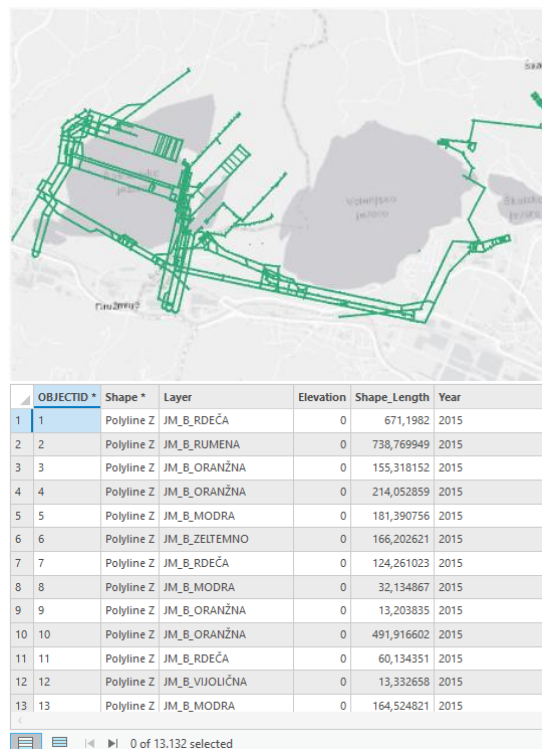 Ška
jezero
OBJECTID * Shape * Layer Elevation Shape_Length Year
1 1 Polyline Z JM_B_RDEČA 0 671,1982 2015
2 2 Polyline Z JM_B_RUMENA 0 738,769949 2015
3 3 Polyline Z JM_B_ORANŽNA 0 155,318152 2015
4 4 Polyline Z JM_B_ORANŽNA 0 214,052859 2015
5 5 Polyline Z JM_B_MODRA 0 181,390756 2015
6 6 Polyline Z JM_B_ZELTEMNO 0 166,202621 2015
7 7 Polyline Z JM_B_RDEČA 0 124,261023 2015
8 8 Polyline Z JM_B_MODRA 0 32,134867 2015
9 9 Polyline Z JM_B_ORANŽNA 0 13,203835 2015
10 10 Polyline Z JM_B_ORANŽNA 0 491,916602 2015
11 11 Polyline Z JM_B_RDEČA 0 60,134351 2015
12 12 Polyline Z JM_B_VIJOLIČNA 0 13,332658 2015
13 13 Polyline Z JM_B_MODRA 0 164,524821 2015
0 of 13.132 selected